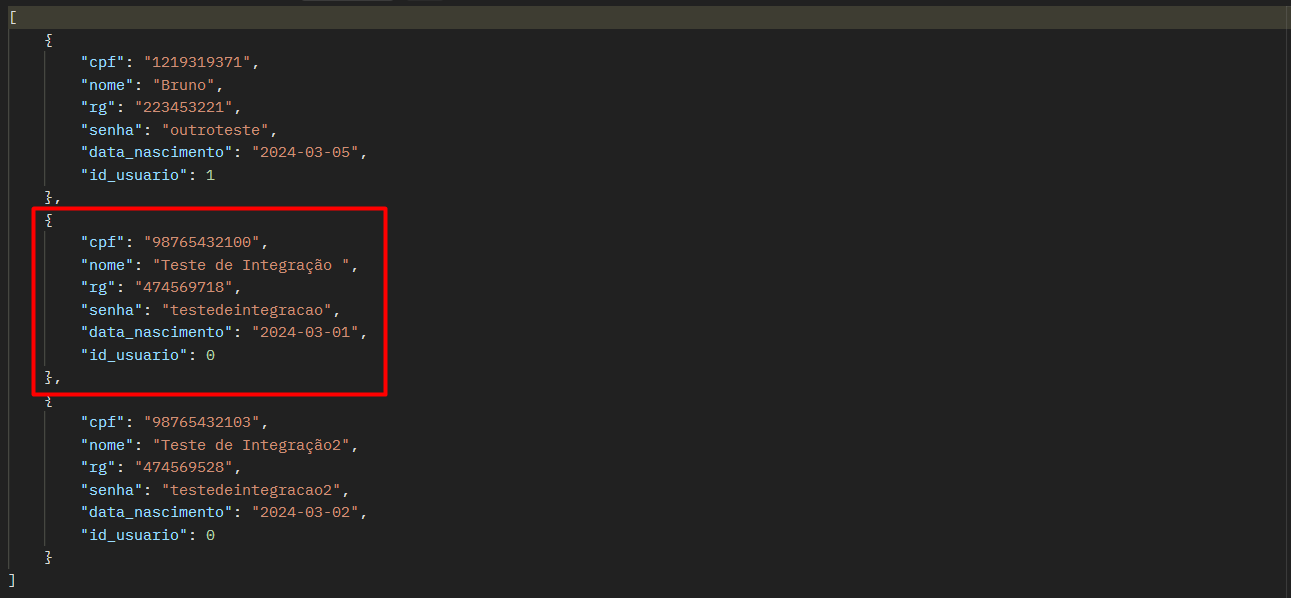 [
{
"cpf": "1219319371",
"nome": "Bruno",
"rg": "223453221",
"senha": "outroteste",
"data_nascimento": "2024-03-05",
"id_usuario": 1
},
{
"cpf": "98765432100",
"nome": "Teste de Integração ",
"rg": "474569718",
"senha": "testedeintegracao",
"data_nascimento": "2024-03-01",
"id_usuario": 0
},
{
"cpf": "98765432103",
"nome": "Teste de Integração2",
"rg": "474569528",
"senha": "testedeintegracao2",
"data_nascimento": "2024-03-02",
"id_usuario": 0
}
]